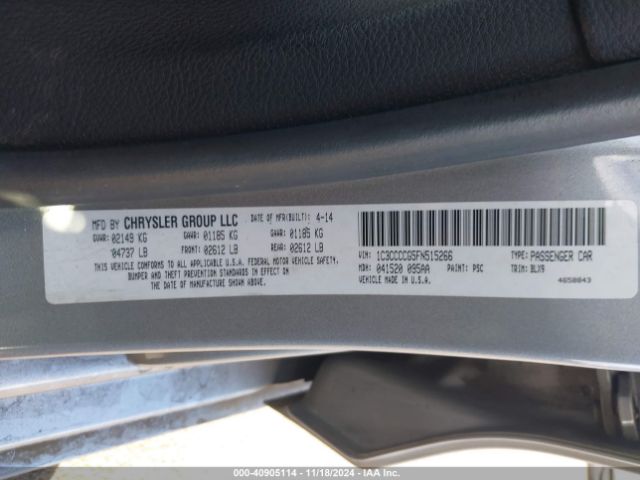 MFD BY CHRYSLER GROUP LLC DATE OF MFR(BUILT): 4-14
GVWR: 02149 KG GAWR: 01185 KG GAWR: 01185 KG
04737 LB FRONT: 02612 LB REAR: 02612 LB
THIS VEHICLE CONFORMS TO ALL APPLICABLE U.S.A. FEDERAL MOTOR VEHICLE SAFETY,
BUMPER AND THEFT PREVENTION STANDARDS IN EFFECT ON
THE DATE OF MANUFACTURE SHOWN ABOVE.
VIN: 1C3CCCCG5FN515266 TYPE: PASSENGER CAR
MDH: 041520 095AA PAINT: PSC TRIM: BLX9
VEHICLE MADE IN U.S.A. 4658043
000-40905114 | 11/18/2024 | IAA Inc.